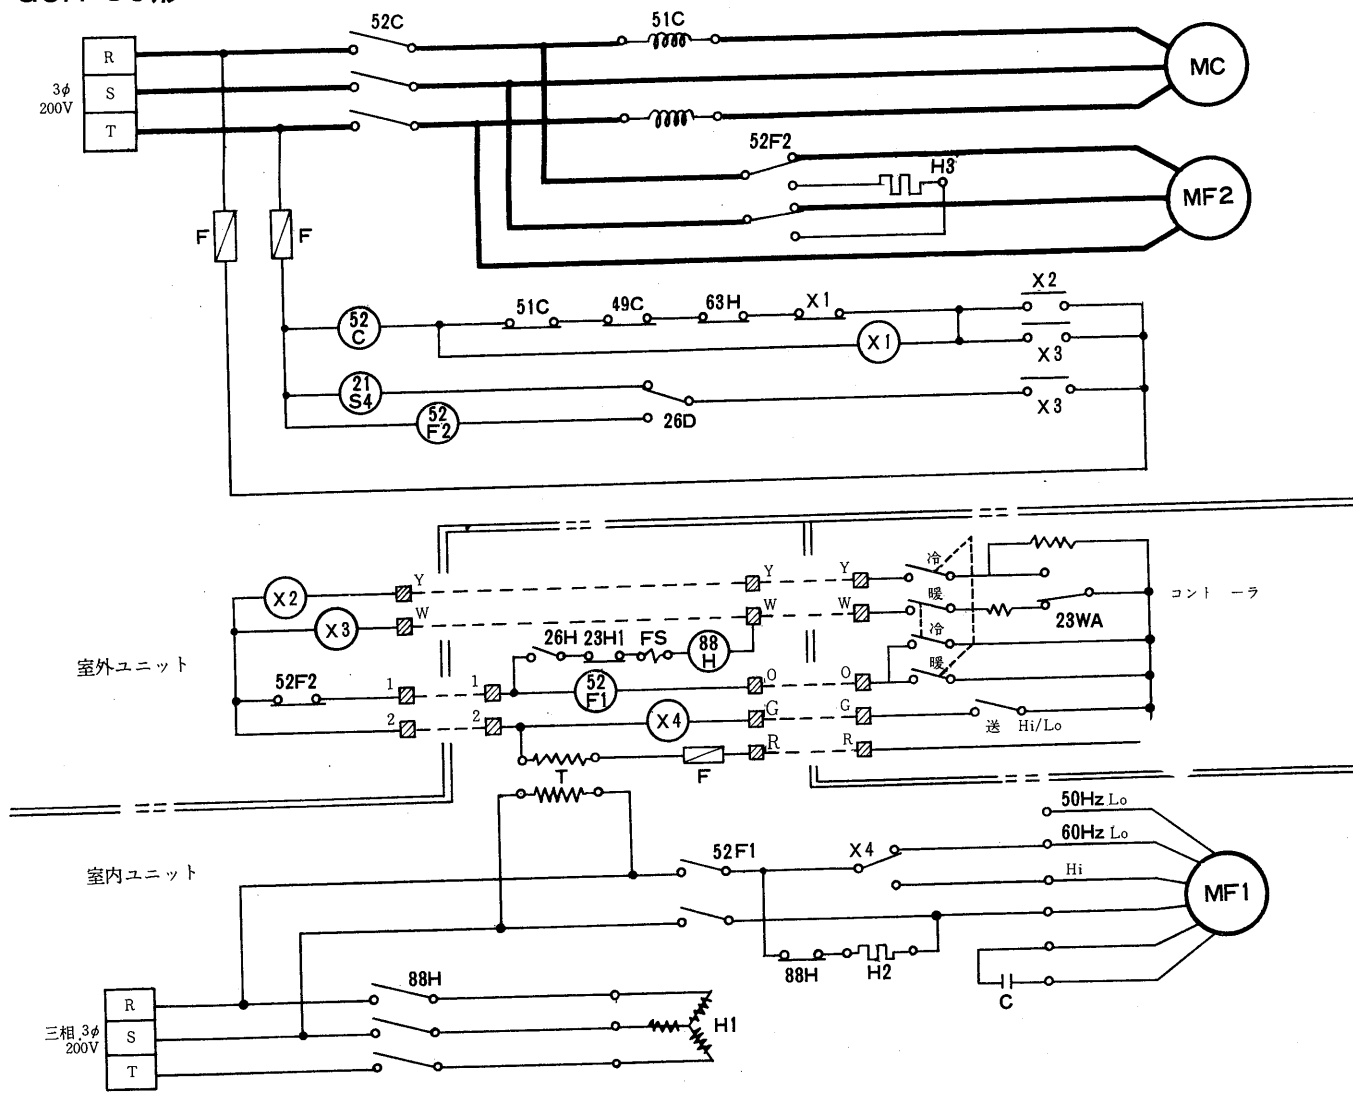 52C
51C
R
S
T
3φ
200V
MC
52F2
H3
MF2
F
F
52
C
51C
49C
63H
X1
X2
X1
X3
21
S4
52
F2
26D
X3
冷
Y
Y
Y
X2
暖
W
W
W
コント ーラ
X3
23WA
26H
23H1
FS
88
H
冷
室外ユニット
52F2
1
1
52
F1
O
O
暖
2
2
X4
G
G
送
Hi/Lo
R
R
T
F
50Hz Lo
60Hz Lo
室内ユニット
52F1
X4
Hi
MF1
88H
88H
H2
C
R
S
T
三相 3φ
200V
H1